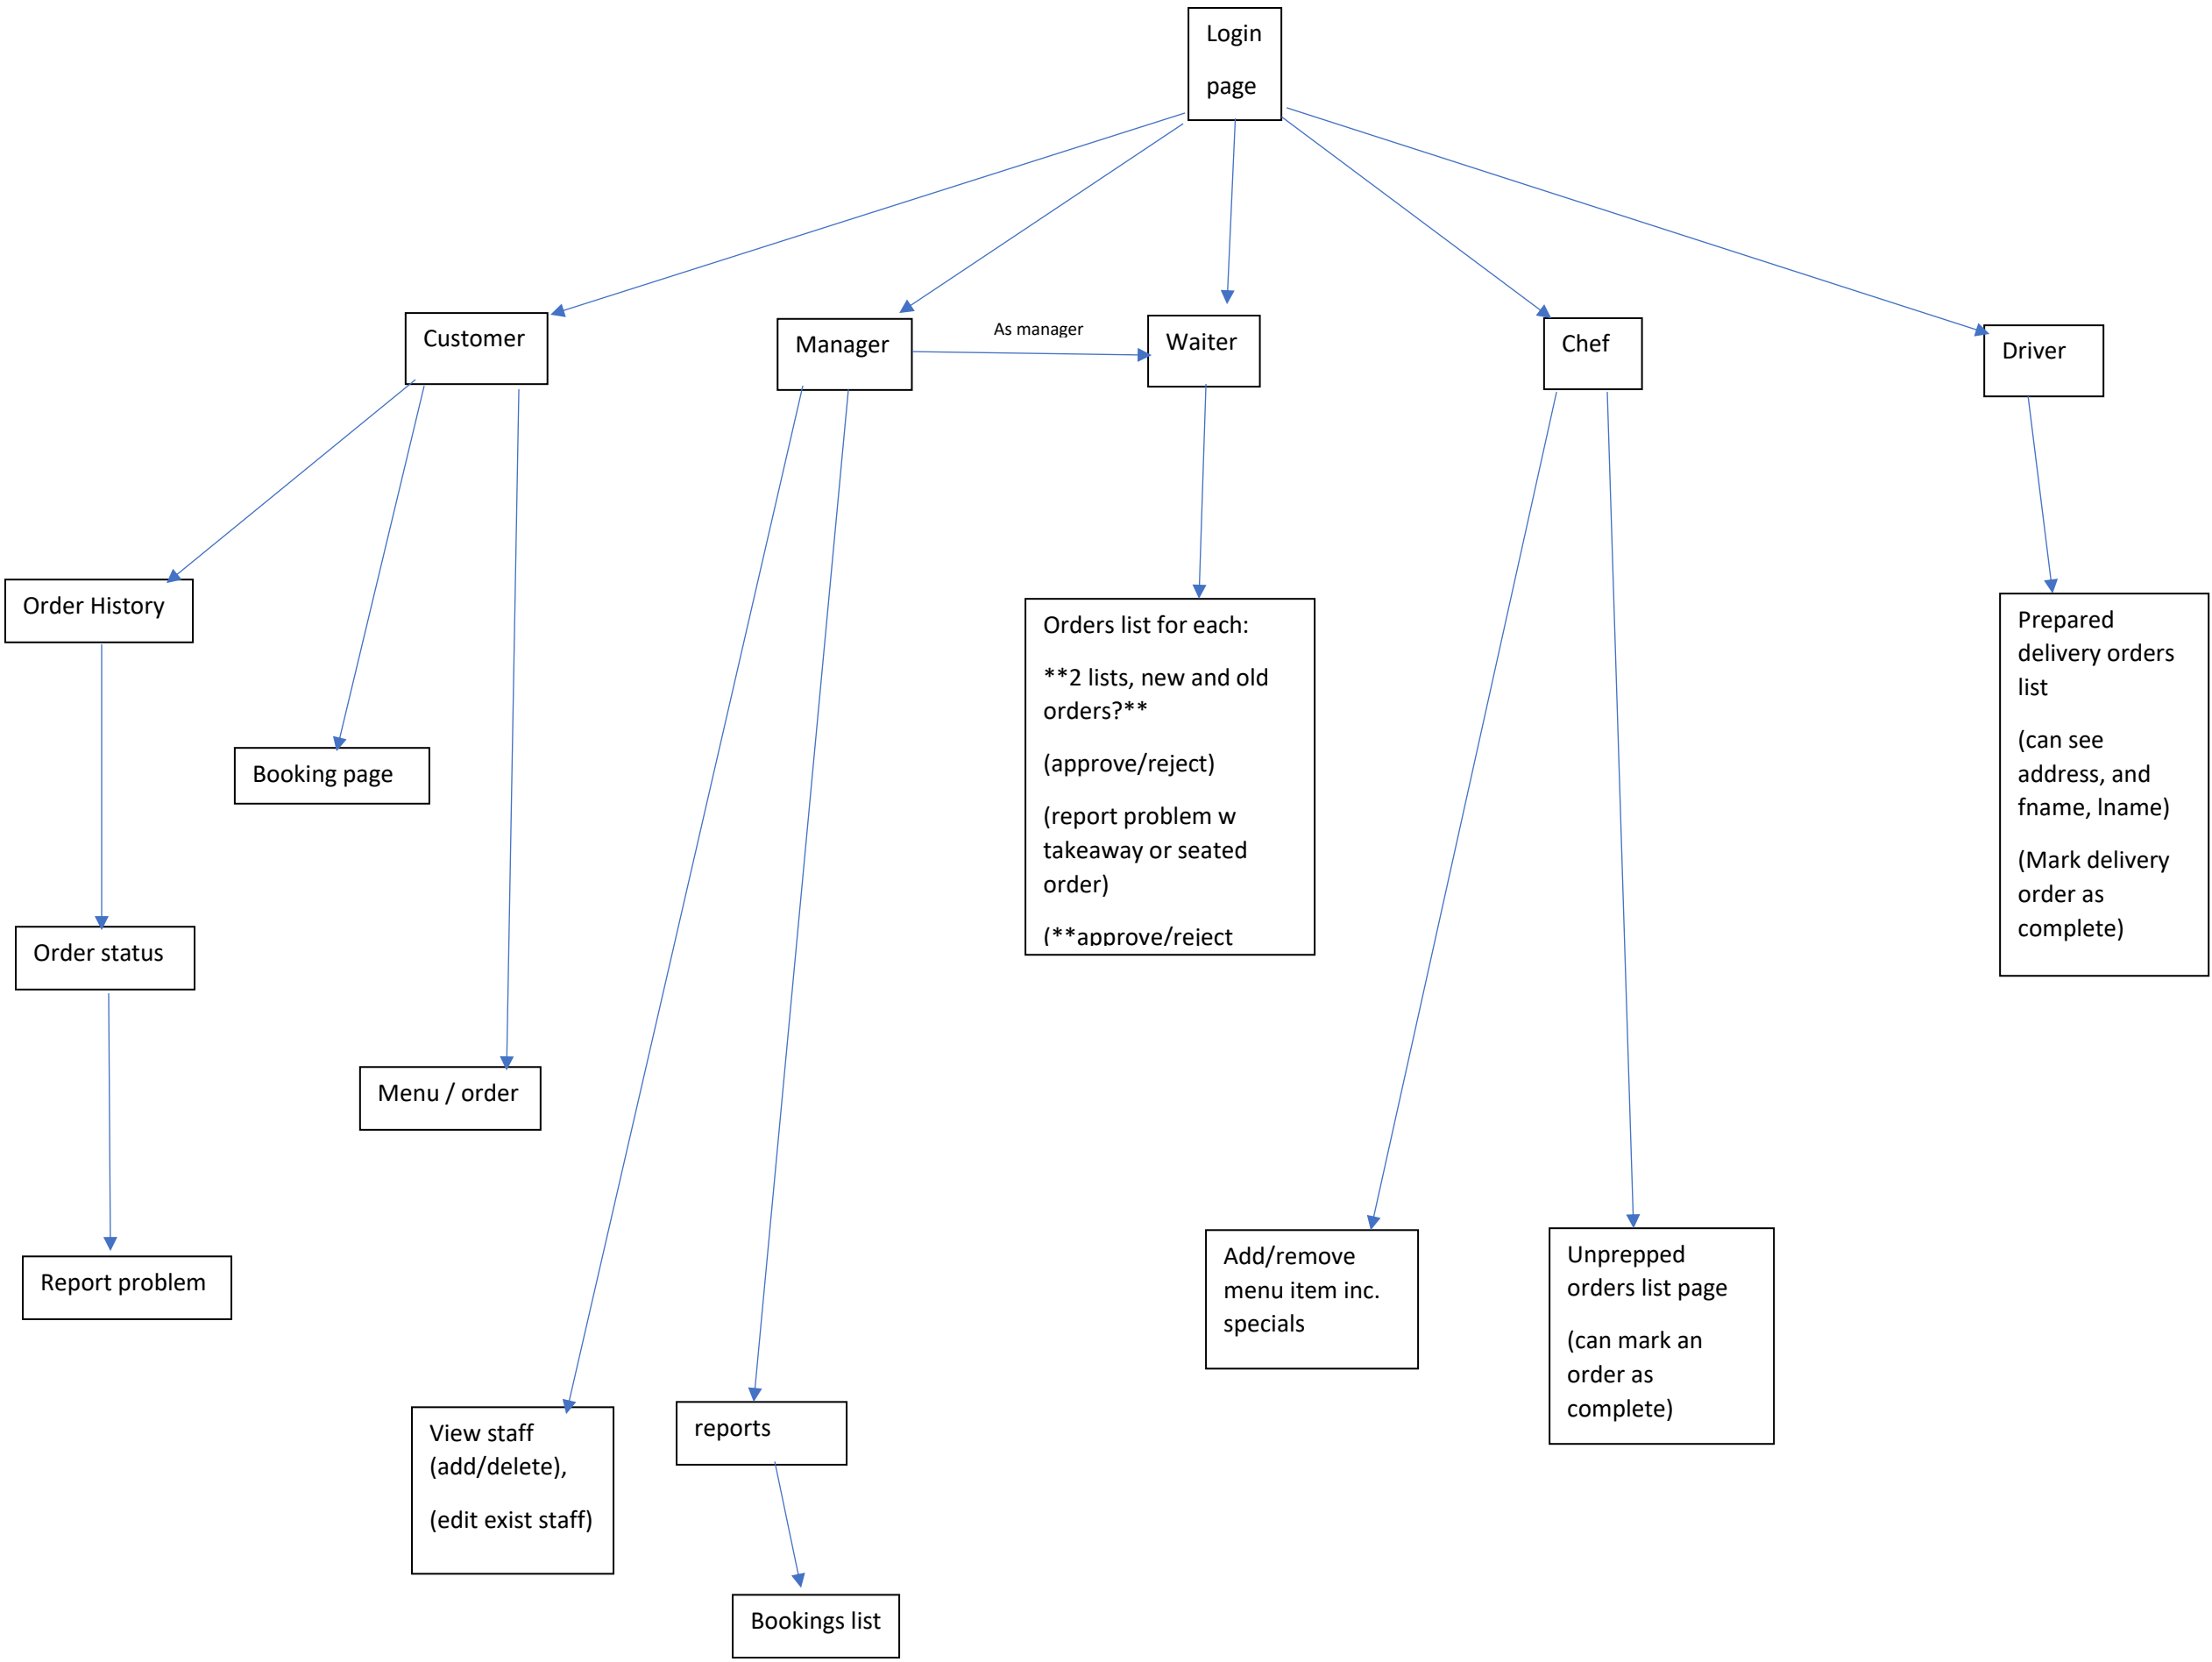 Login
page
Customer
Manager
As manager
Waiter
Chef
Driver
Order History
Booking page
Order status
Menu / order
Report problem
View staff
(add/delete),
(edit exist staff)
reports
Bookings list
Orders list for each:
**2 lists, new and old
orders?**
(approve/reject)
(report problem w
takeaway or seated
order)
(**approve/reject
Add/remove
menu item inc.
specials
Unprepped
orders list page
(can mark an
order as
complete)
Prepared
delivery orders
list
(can see
address, and
fname, lname)
(Mark delivery
order as
complete)